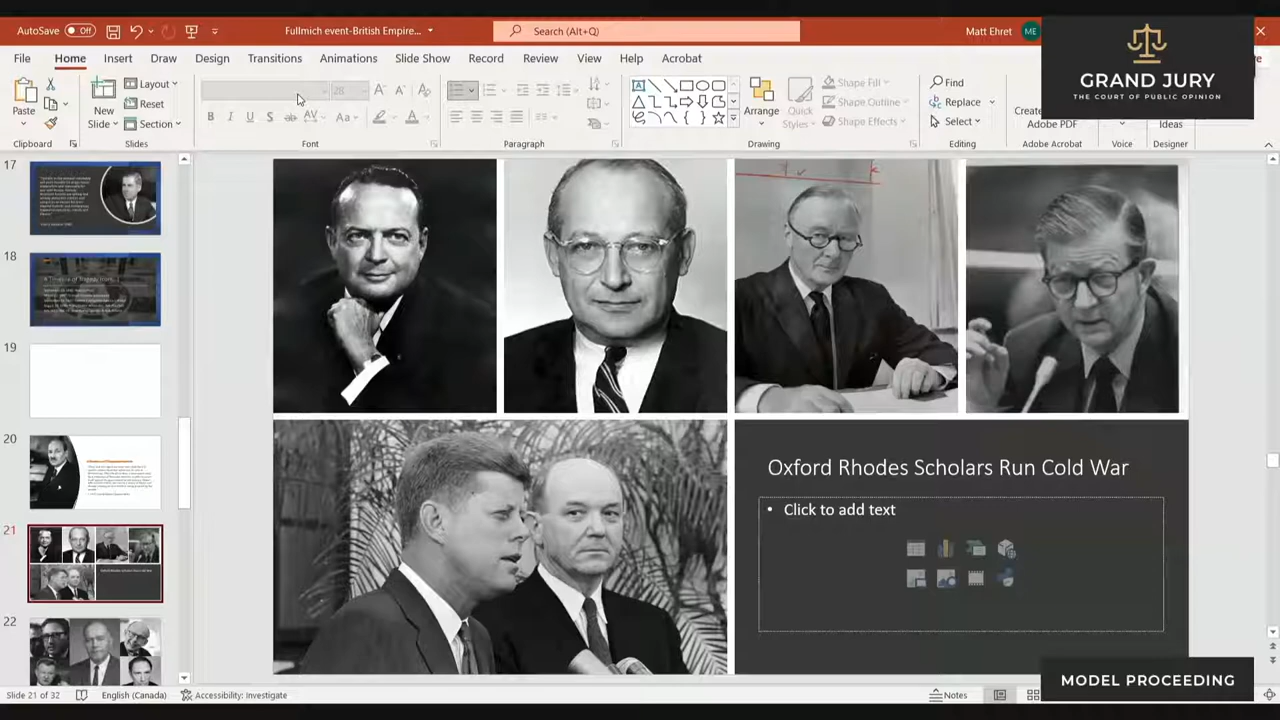 AutoSave Off
Fullmich event-British Empire...
Search (Alt+Q)
Matt Ehret ME
GRAND JURY
THE COURT OF PUBLIC OPINION
File Home Insert Draw Design Transitions Animations Slide Show Record Review View Help Acrobat
Paste
New Slide
Layout
Reset
Section
28
Arrange
Quick Styles
Shape Fill
Shape Outline
Shape Effects
Find
Replace
Select
Adobe PDF
Ideas
Clipboard Slides Font Paragraph Drawing Editing Adobe Acrobat Voice Designer
17
18
19
20
21
22
Oxford Rhodes Scholars Run Cold War
• Click to add text
MODEL PROCEEDING
Slide 21 of 32 English (Canada) Accessibility: Investigate Notes